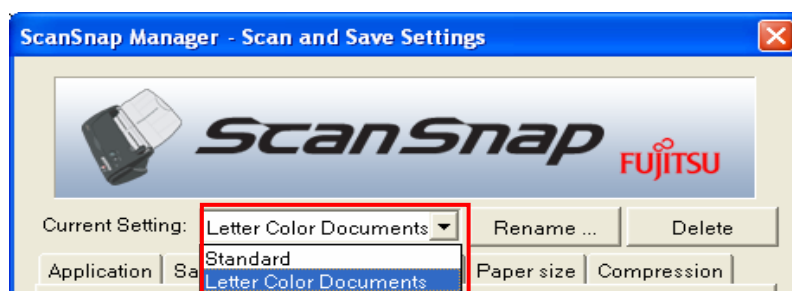 ScanSnap Manager - Scan and Save Settings
ScanSnap
FUJITSU
Current Setting: Letter Color Documents Rename ... Delete
Standard
Application Sa Paper size Compression
Letter Color Documents